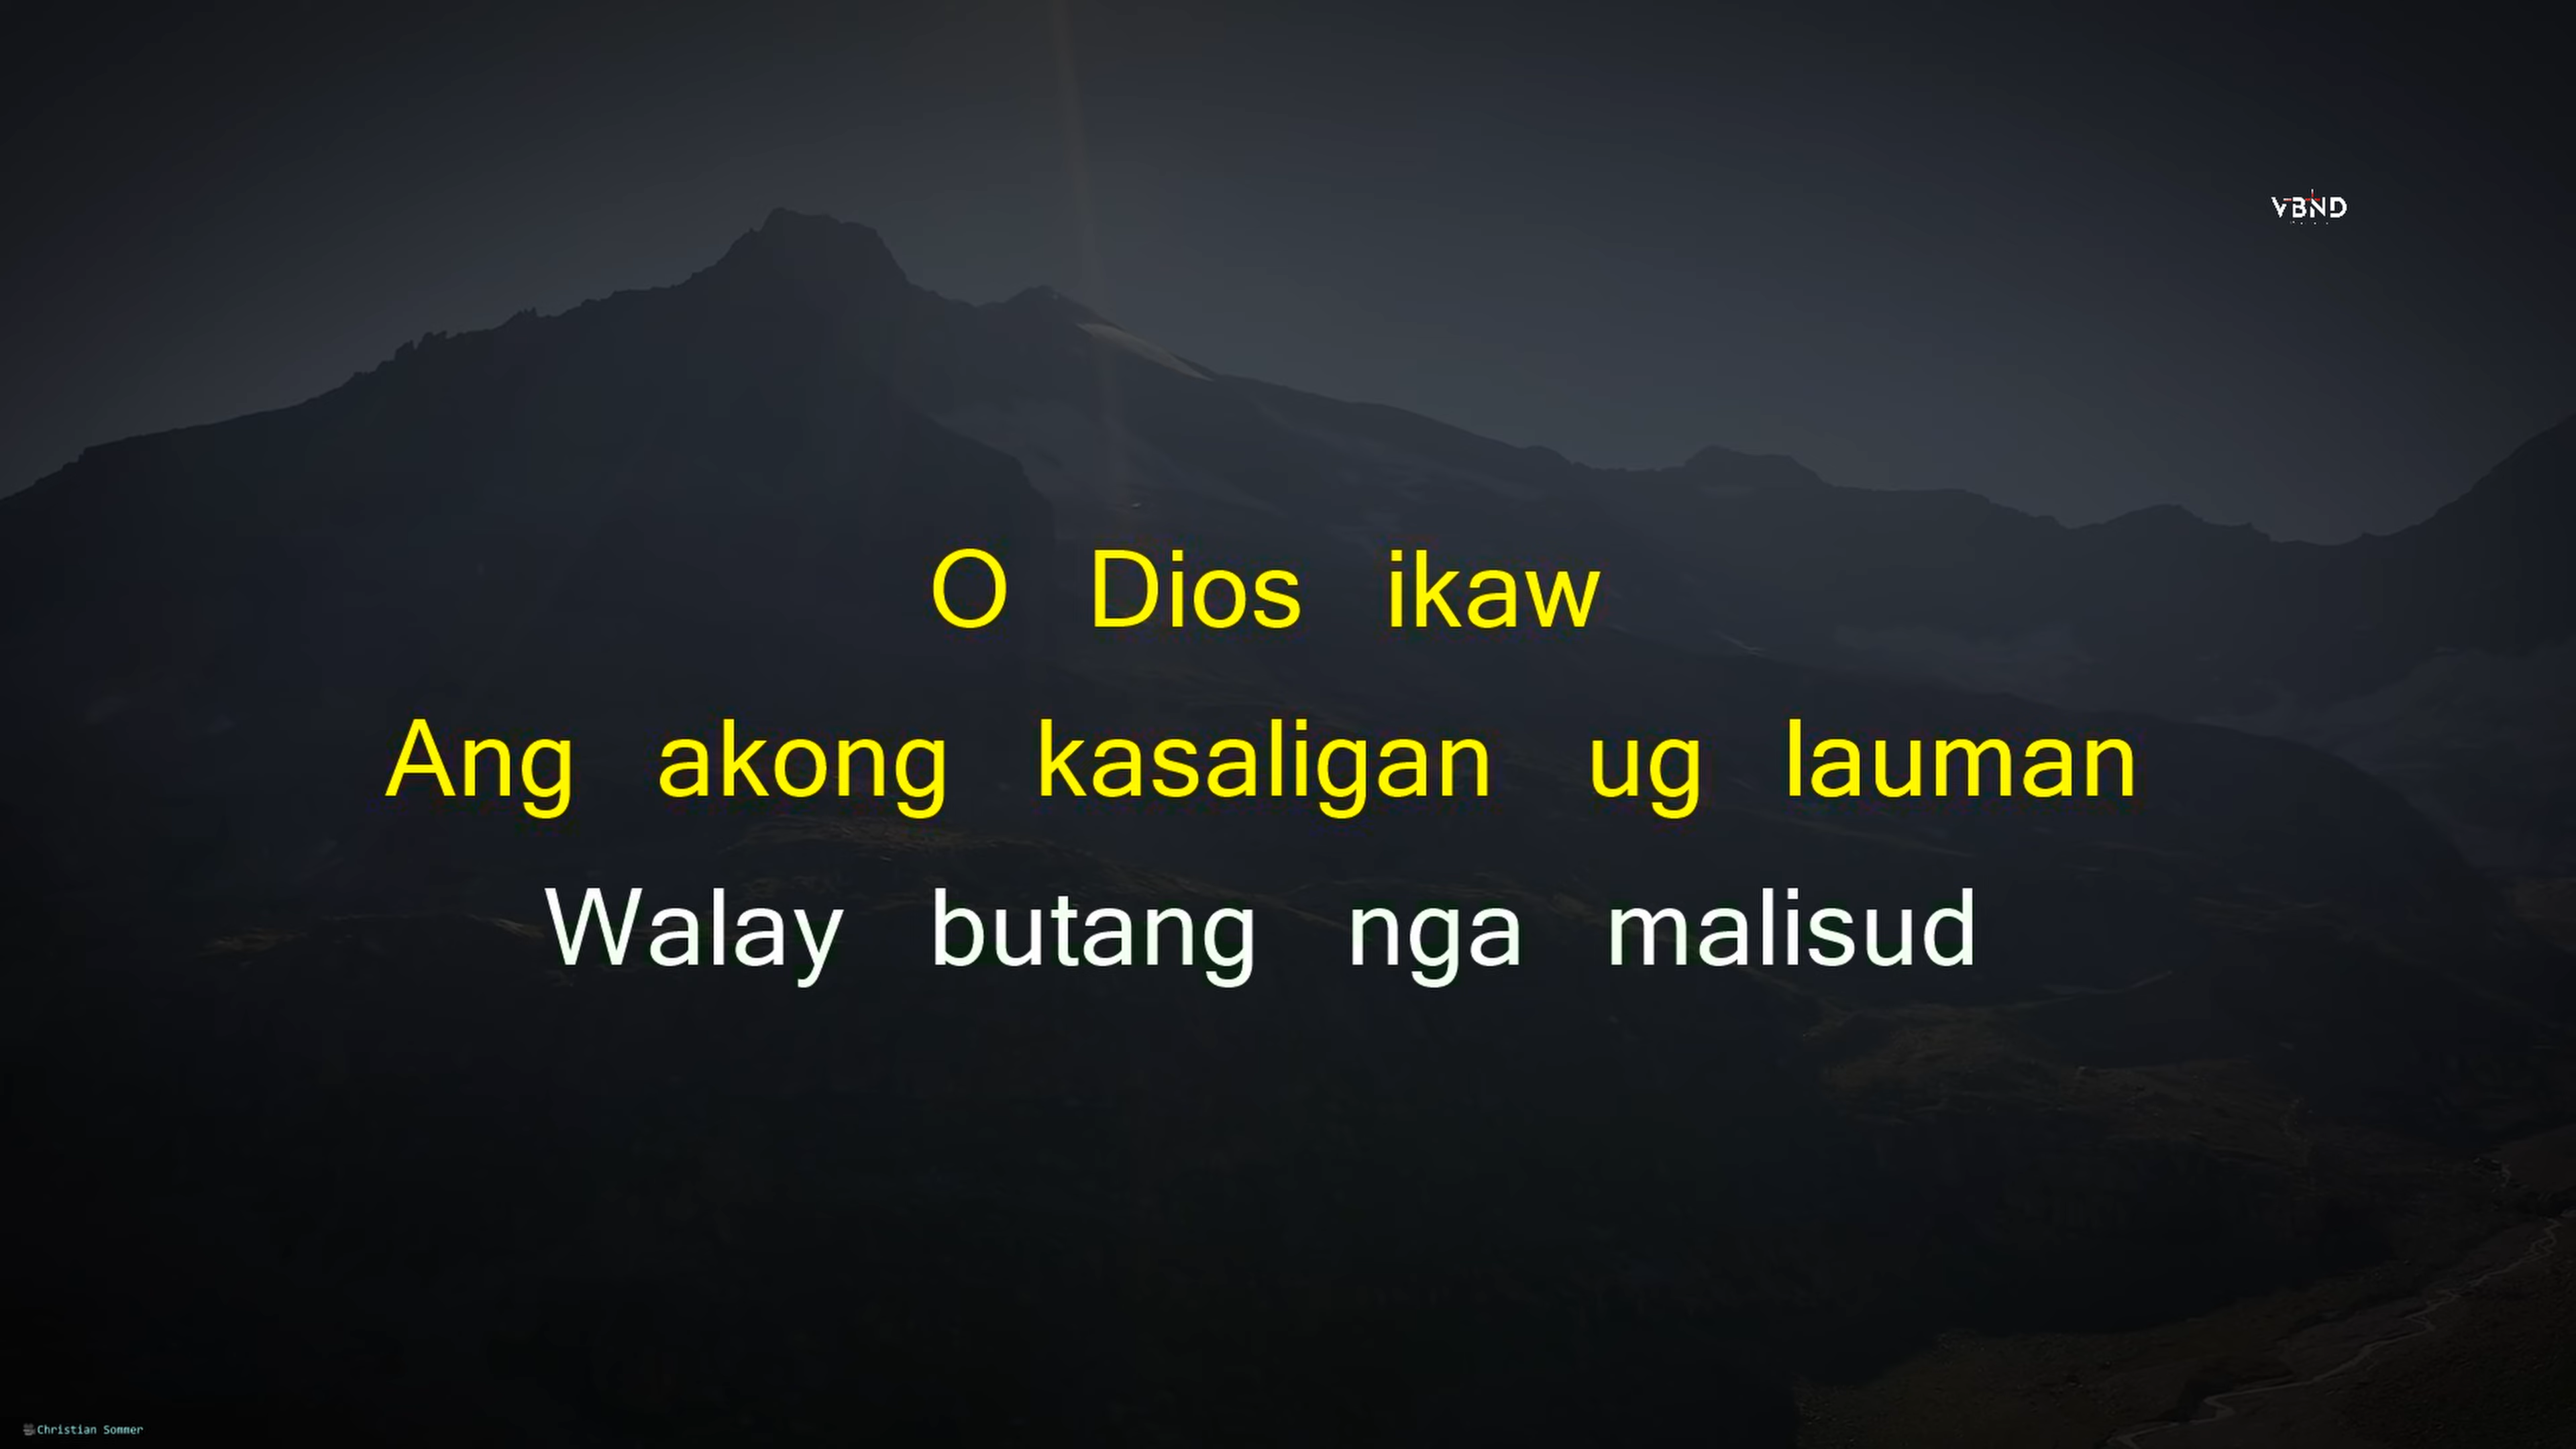 VBND
O Dios ikaw
Ang akong kasaligan ug lauman
Walay butang nga malisud
Christian Sommer